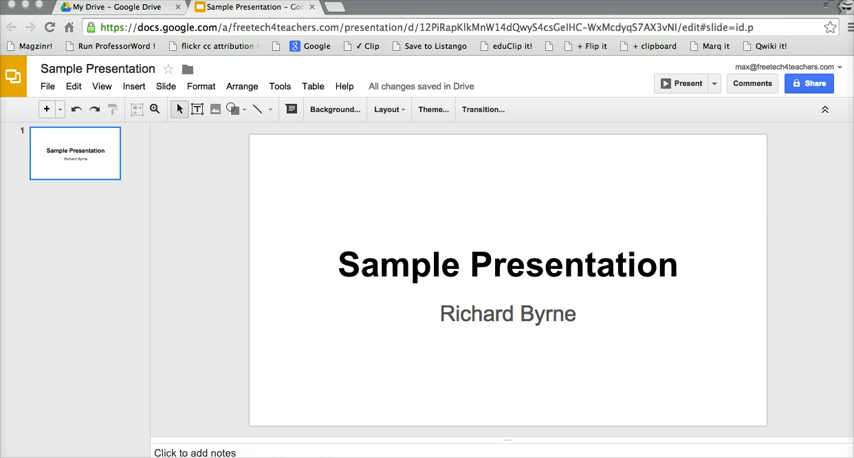 My Drive – Google Drive
Sample Presentation – Goo
https://docs.google.com/a/freetech4teachers.com/presentation/d/12PiRapKlkMnW14dQwyS4csGeIHC-WxMcdyqS7AX3vNI/edit#slide=id.p
Magzinr! Run ProfessorWord ! flickr cc attribution Google ✓ Clip Save to Listango eduClip it! + Flip it + clipboard Marq it Qwiki it!
Sample Presentation
max@freetech4teachers.com
File Edit View Insert Slide Format Arrange Tools Table Help All changes saved in Drive
Present Comments Share
Background... Layout Theme... Transition...
1
Sample Presentation
Richard Byrne
Sample Presentation
Richard Byrne
Click to add notes